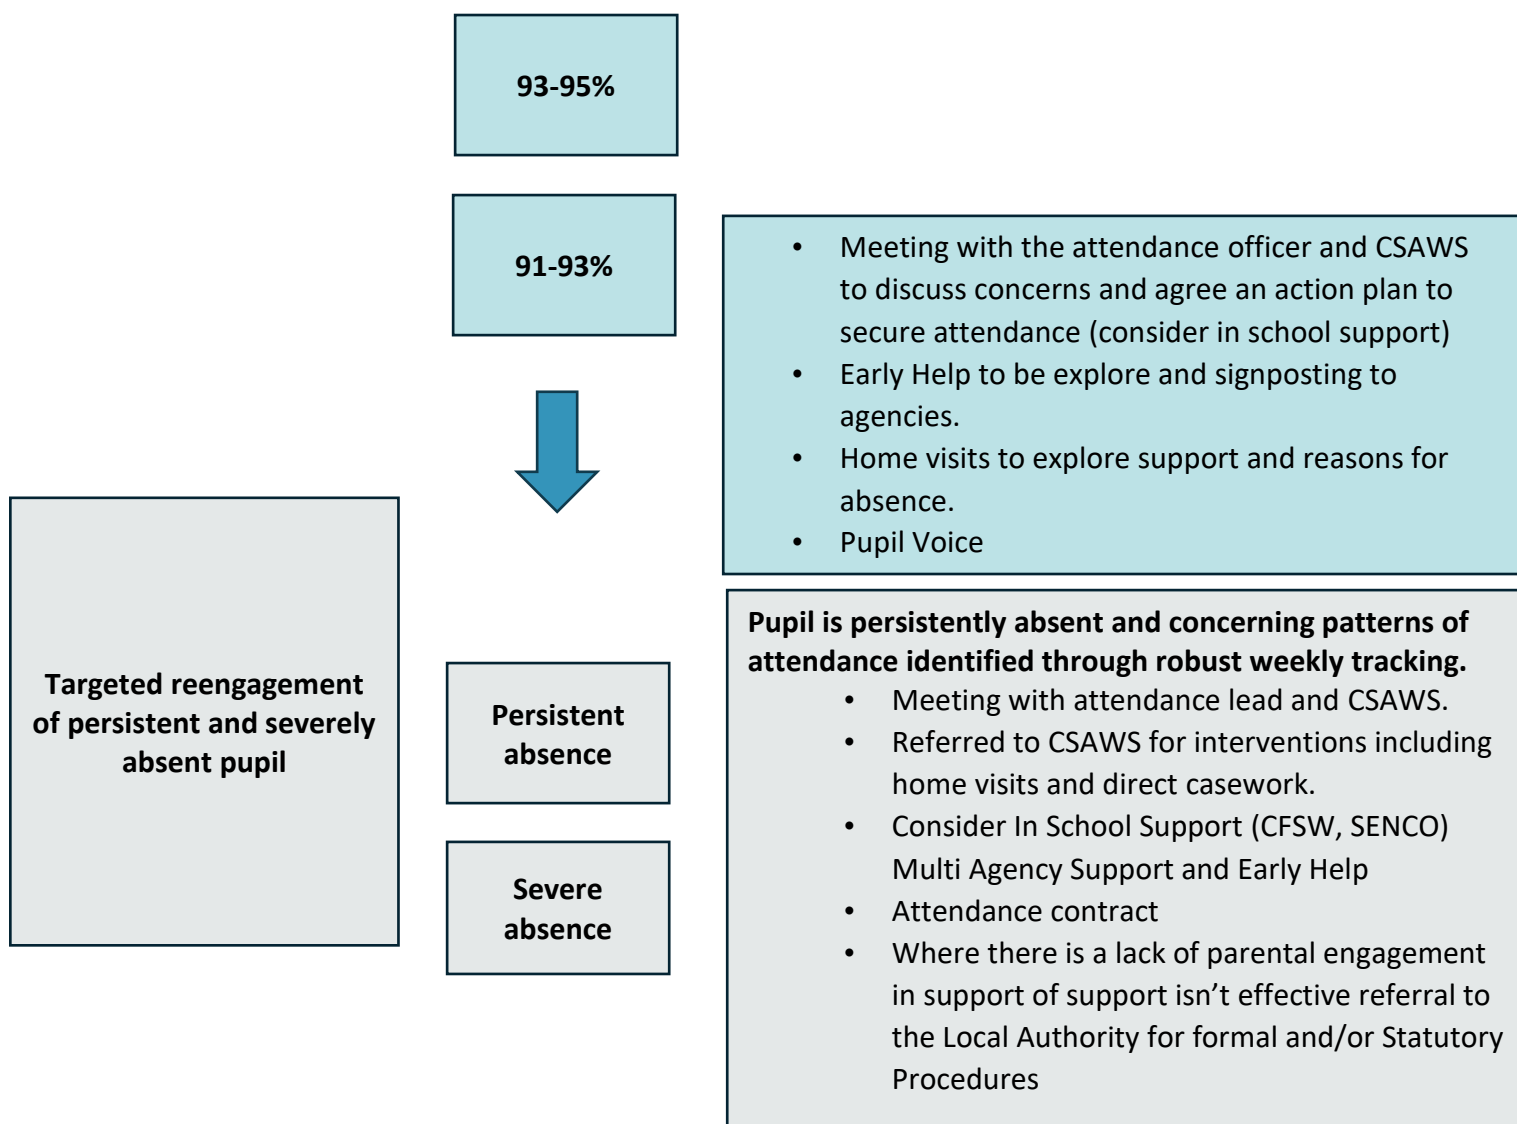 93-95%
91-93%
• Meeting with the attendance officer and CSAWS
to discuss concerns and agree an action plan to
secure attendance (consider in school support)
• Early Help to be explore and signposting to
agencies.
• Home visits to explore support and reasons for
absence.
• Pupil Voice
Targeted reengagement
of persistent and severely
absent pupil
Persistent
absence
Severe
absence
Pupil is persistently absent and concerning patterns of
attendance identified through robust weekly tracking.
• Meeting with attendance lead and CSAWS.
• Referred to CSAWS for interventions including
home visits and direct casework.
• Consider In School Support (CFSW, SENCO)
Multi Agency Support and Early Help
• Attendance contract
• Where there is a lack of parental engagement
in support of support isn’t effective referral to
the Local Authority for formal and/or Statutory
Procedures